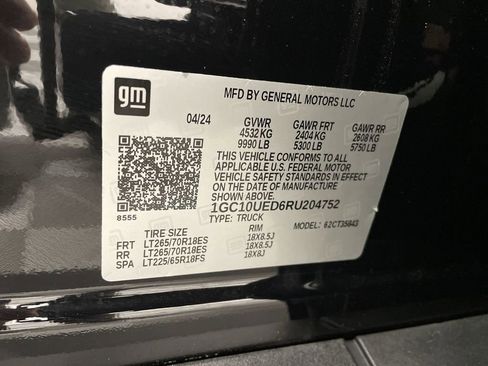 gm
MFD BY GENERAL MOTORS LLC
04/24 GVWR GAWR FRT GAWR RR
4532 KG 2404 KG 2608 KG
9990 LB 5300 LB 5750 LB
THIS VEHICLE CONFORMS TO ALL
APPLICABLE U.S. FEDERAL MOTOR
VEHICLE SAFETY STANDARDS IN
EFFECT ON THE DATE OF MANUFACTURE
SHOWN ABOVE.
1GC10UED6RU204752
8555 TYPE: TRUCK MODEL: 62CT35843
TIRE SIZE RIM
FRT LT265/70R18ES 18X8.5J
RR LT265/70R18ES 18X8.5J
SPA LT225/65R18FS 18X8J